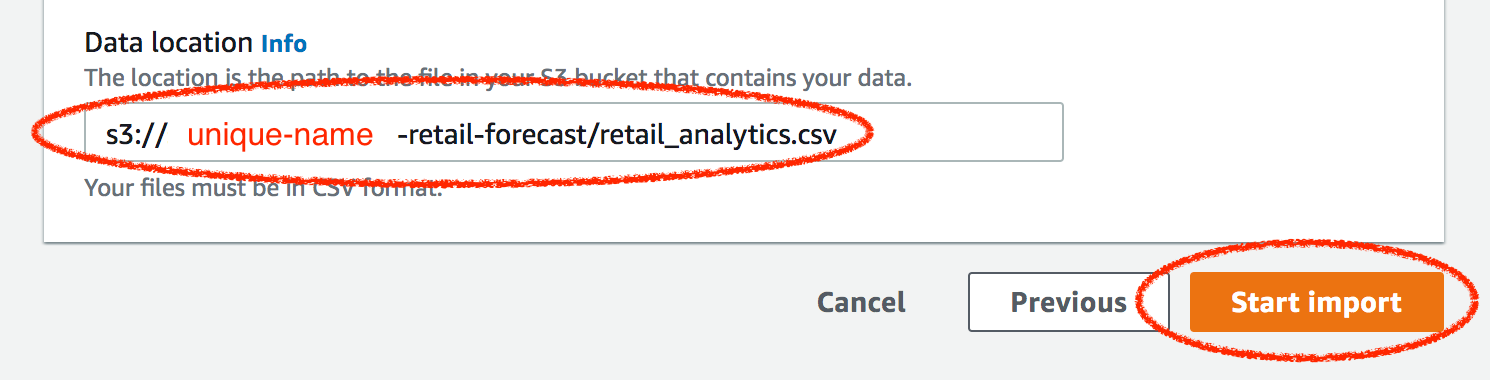 Data location Info
The location is the path to the file in your S3 bucket that contains your data.
s3:// unique-name -retail-forecast/retail_analytics.csv
Your files must be in CSV format.
Cancel Previous Start import